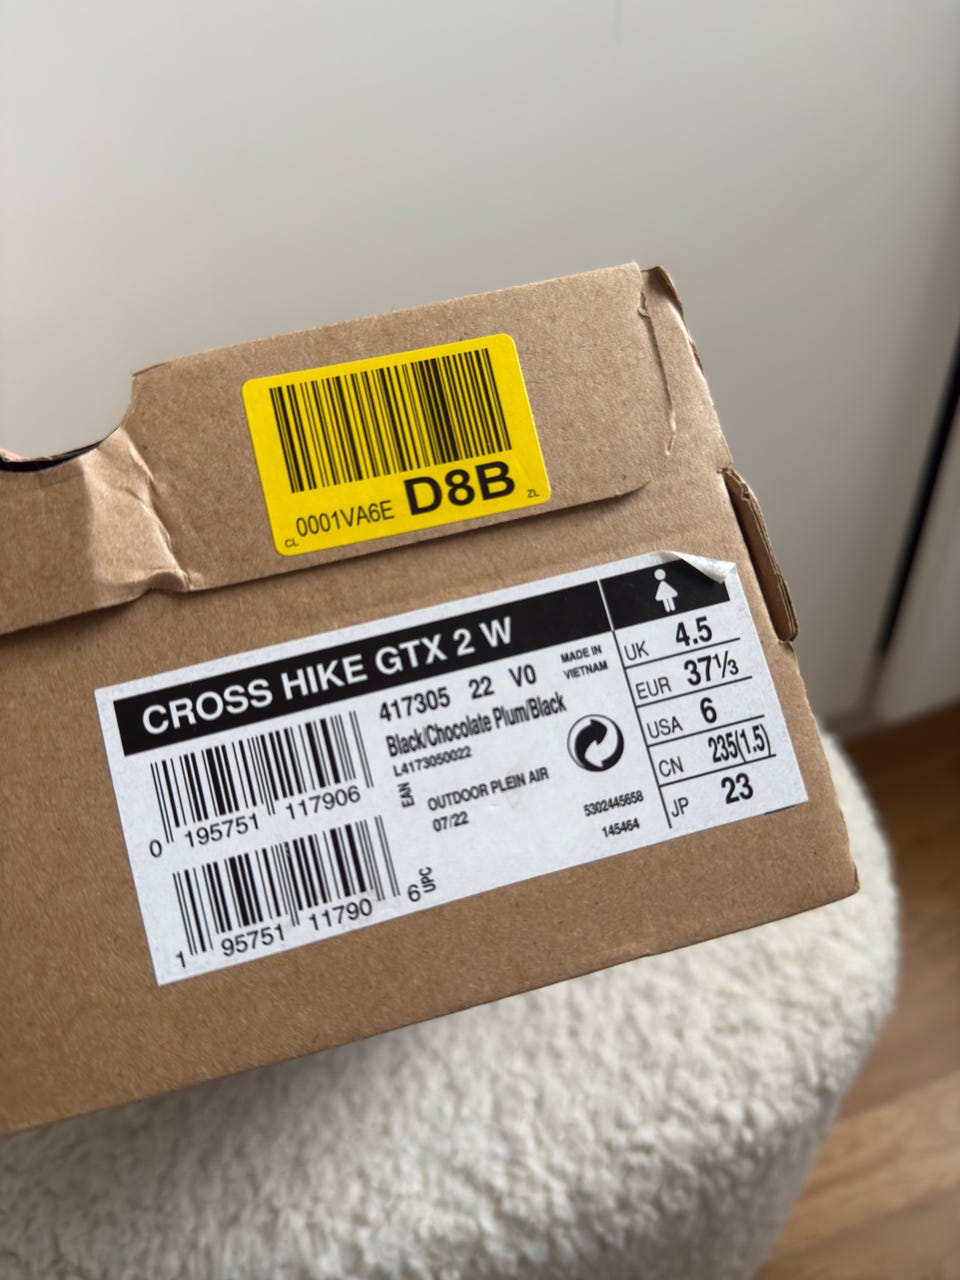 CL 0001VA6E D8B ZL
CROSS HIKE GTX 2 W
417305 22 V0
MADE IN
VIETNAM
Black/Chocolate Plum/Black
L4173050022
EAN
0 195751 117906
OUTDOOR PLEIN AIR
07/22
5302445658
145464
1 95751 11790 6
UPC
UK 4.5
EUR 37⅓
USA 6
CN 235(1.5)
JP 23